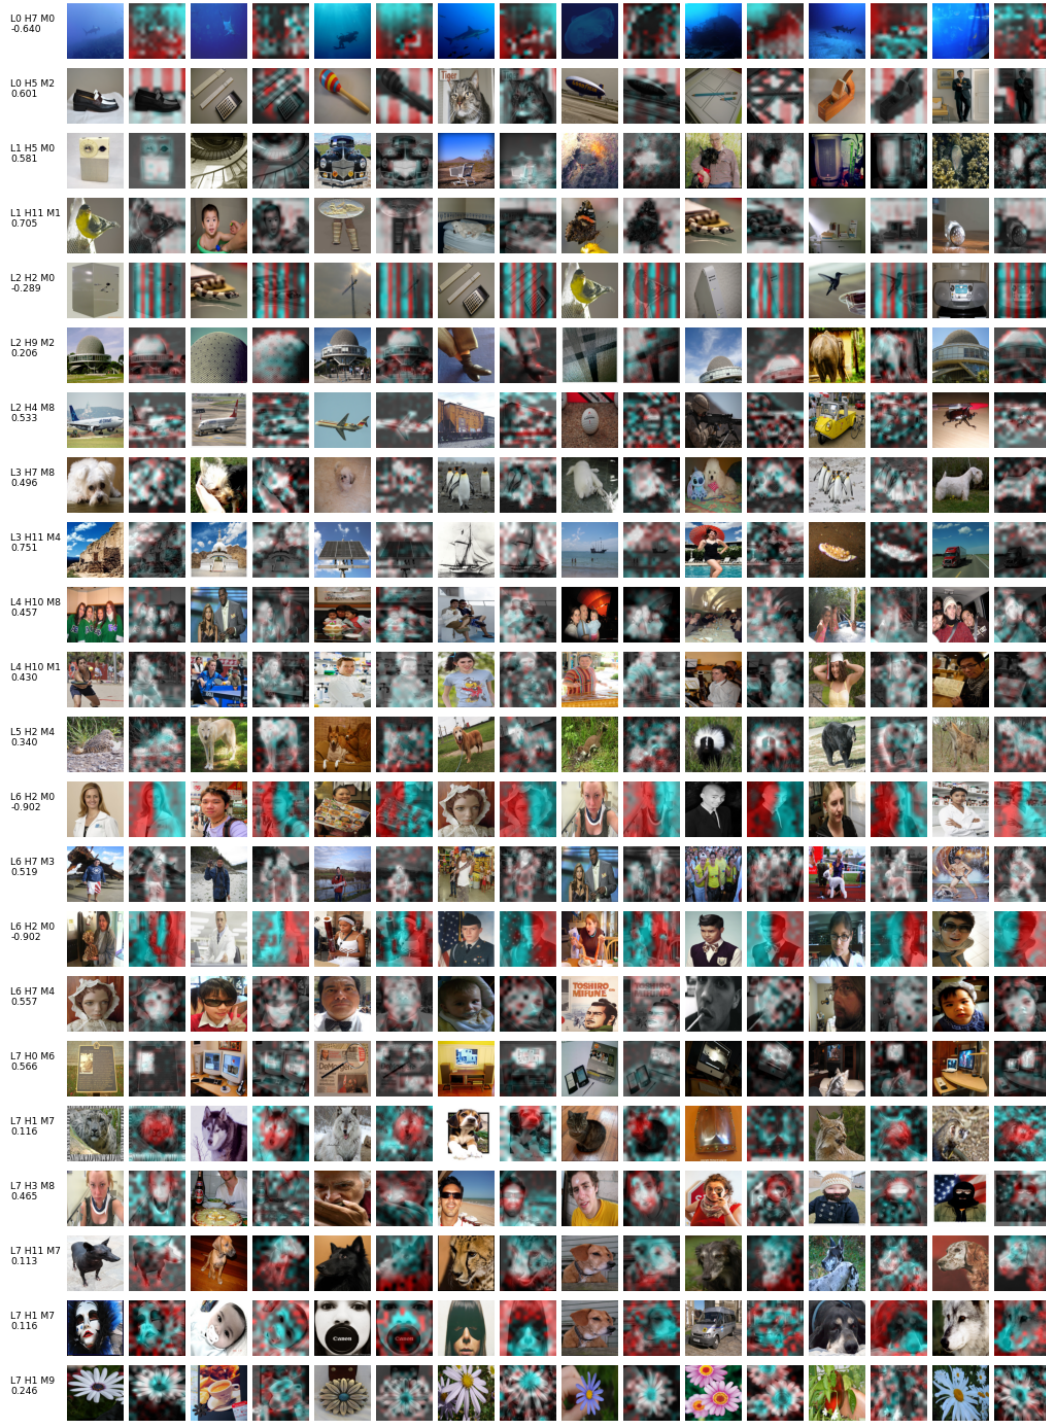 L0 H7 M0
-0.640
L0 H5 M2
0.601
Tiger
L1 H5 M0
0.581
L1 H11 M1
0.705
L2 H2 M0
-0.289
L2 H9 M2
0.206
L2 H4 M8
0.533
L3 H7 M8
0.496
L3 H11 M4
0.751
L4 H10 M8
0.457
L4 H10 M1
0.430
L5 H2 M4
0.340
L6 H2 M0
-0.902
L6 H7 M3
0.519
L6 H2 M0
-0.902
L6 H7 M4
0.557
TOSHIRO
MIFUNE
L7 H0 M6
0.566
L7 H1 M7
0.116
L7 H3 M8
0.465
L7 H11 M7
0.113
L7 H1 M7
0.116
Canon
L7 H1 M9
0.246